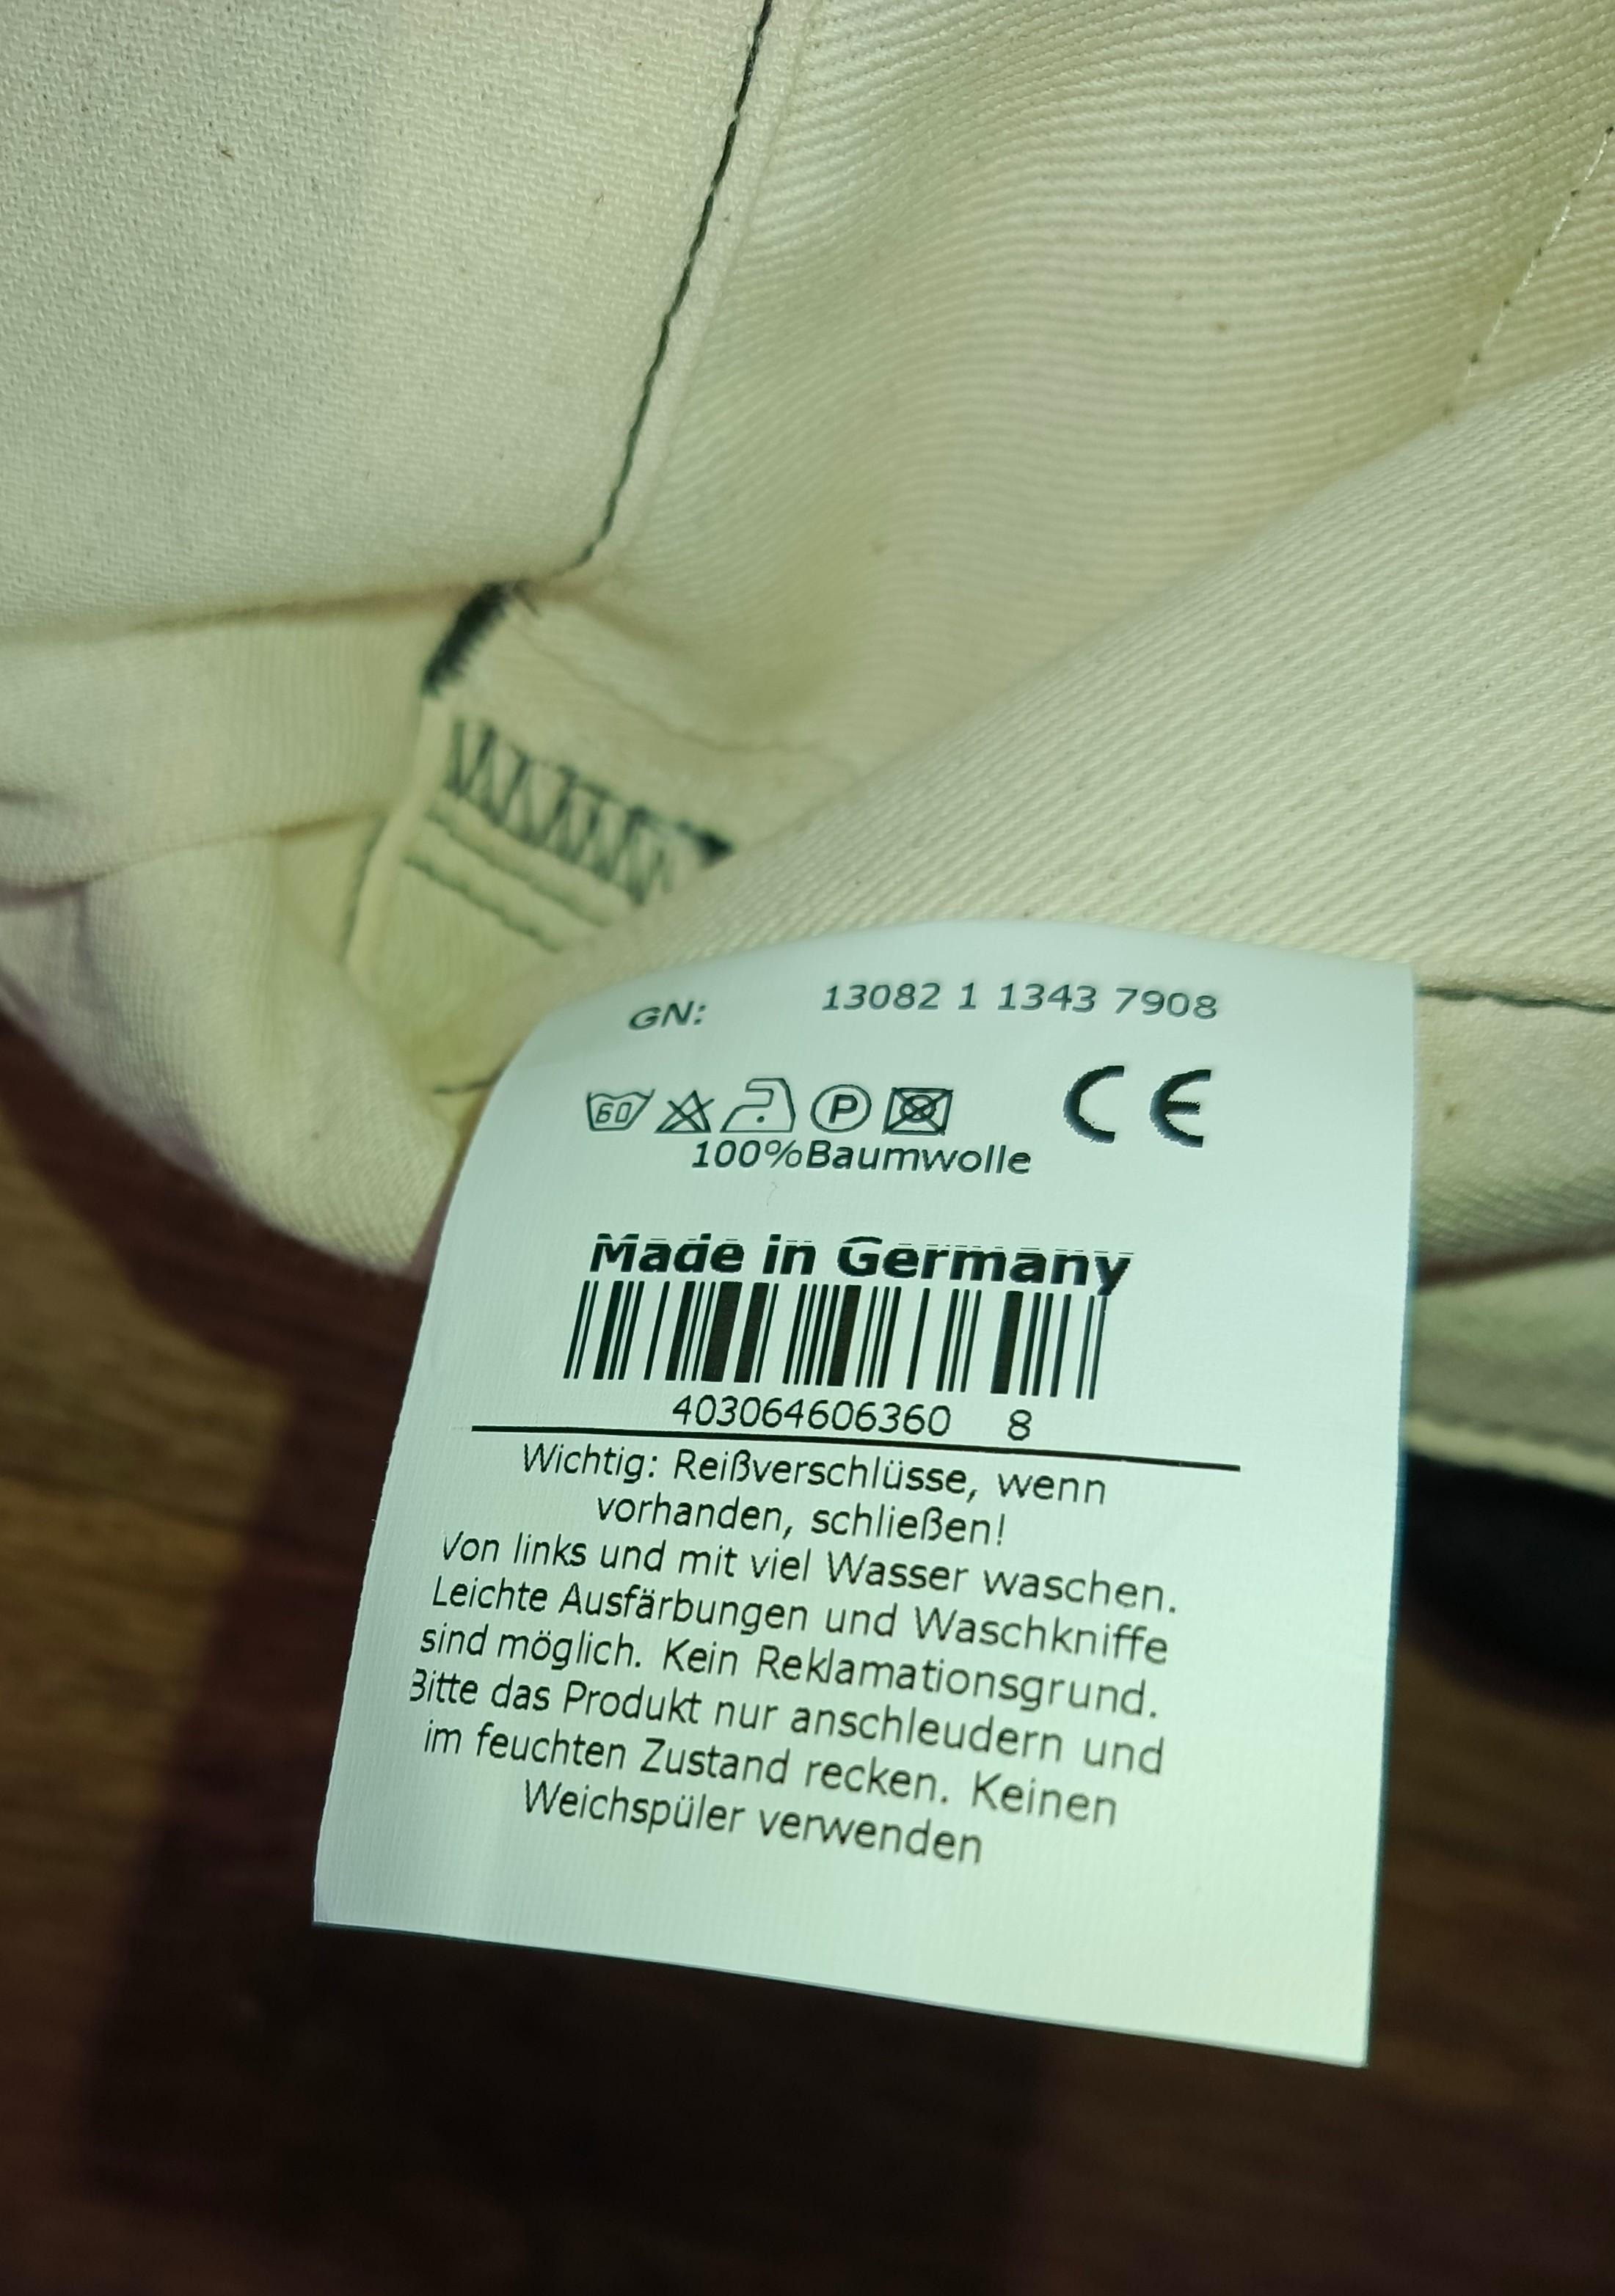 GN: 13082 1 1343 7908
60 P CE
100%Baumwolle
Made in Germany
403064606360 8
Wichtig: Reißverschlüsse, wenn
vorhanden, schließen!
Von links und mit viel Wasser waschen.
Leichte Ausfärbungen und Waschkniffe
sind möglich. Kein Reklamationsgrund.
Bitte das Produkt nur anschleudern und
im feuchten Zustand recken. Keinen
Weichspüler verwenden